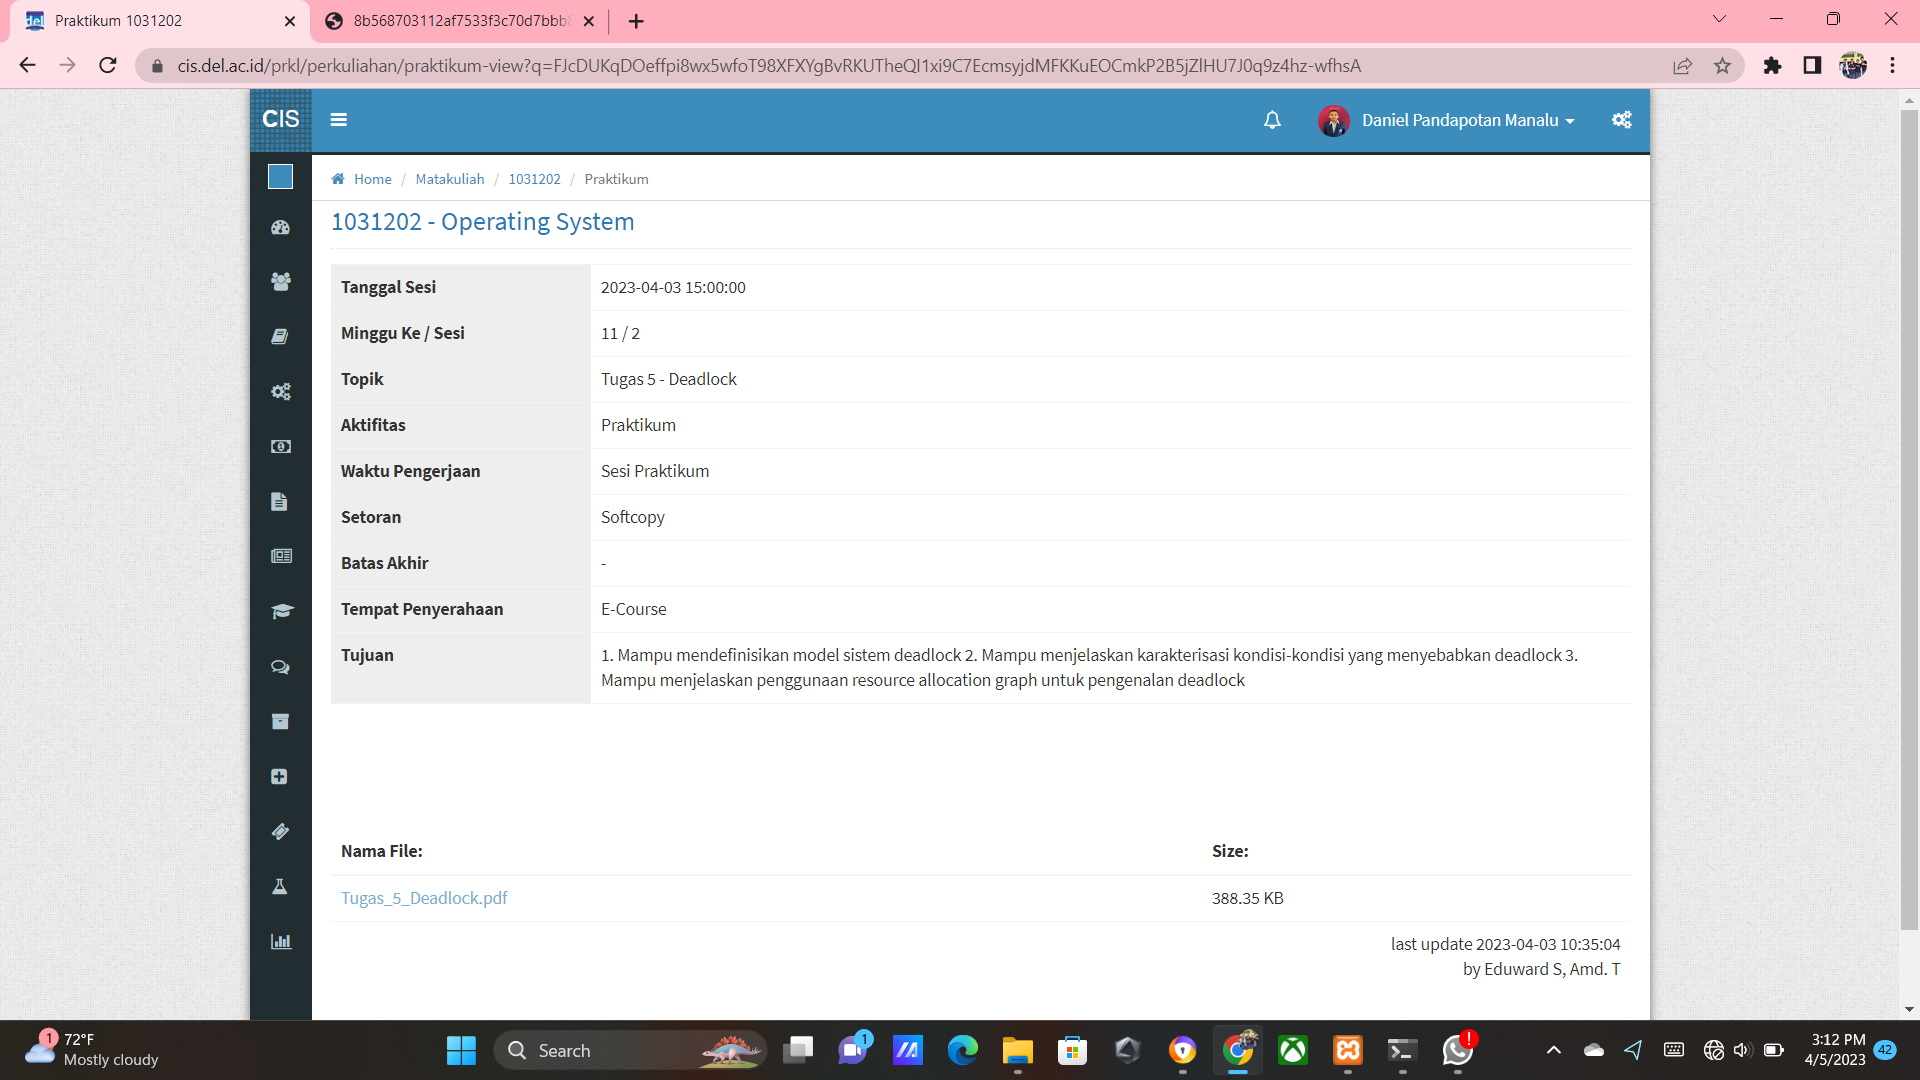 Praktikum 1031202
8b568703112af7533f3c70d7bbb
cis.del.ac.id/prkl/perkuliahan/praktikum-view?q=FJcDUKqDOeffpi8wx5wfoT98XFXYgBvRKUTheQI1xi9C7EcmsyjdMFKKuEOCmkP2B5jZlHU7J0q9z4hz-wfhsA
CIS
Daniel Pandapotan Manalu
Home / Matakuliah / 1031202 / Praktikum
1031202 - Operating System
Tanggal Sesi 2023-04-03 15:00:00
Minggu Ke / Sesi 11 / 2
Topik Tugas 5 - Deadlock
Aktifitas Praktikum
Waktu Pengerjaan Sesi Praktikum
Setoran Softcopy
Batas Akhir -
Tempat Penyerahaan E-Course
Tujuan 1. Mampu mendefinisikan model sistem deadlock 2. Mampu menjelaskan karakterisasi kondisi-kondisi yang menyebabkan deadlock 3.
Mampu menjelaskan penggunaan resource allocation graph untuk pengenalan deadlock
Nama File: Size:
Tugas_5_Deadlock.pdf 388.35 KB
last update 2023-04-03 10:35:04
by Eduward S, Amd. T
1
72°F
Mostly cloudy
Search
1
3:12 PM
4/5/2023
42